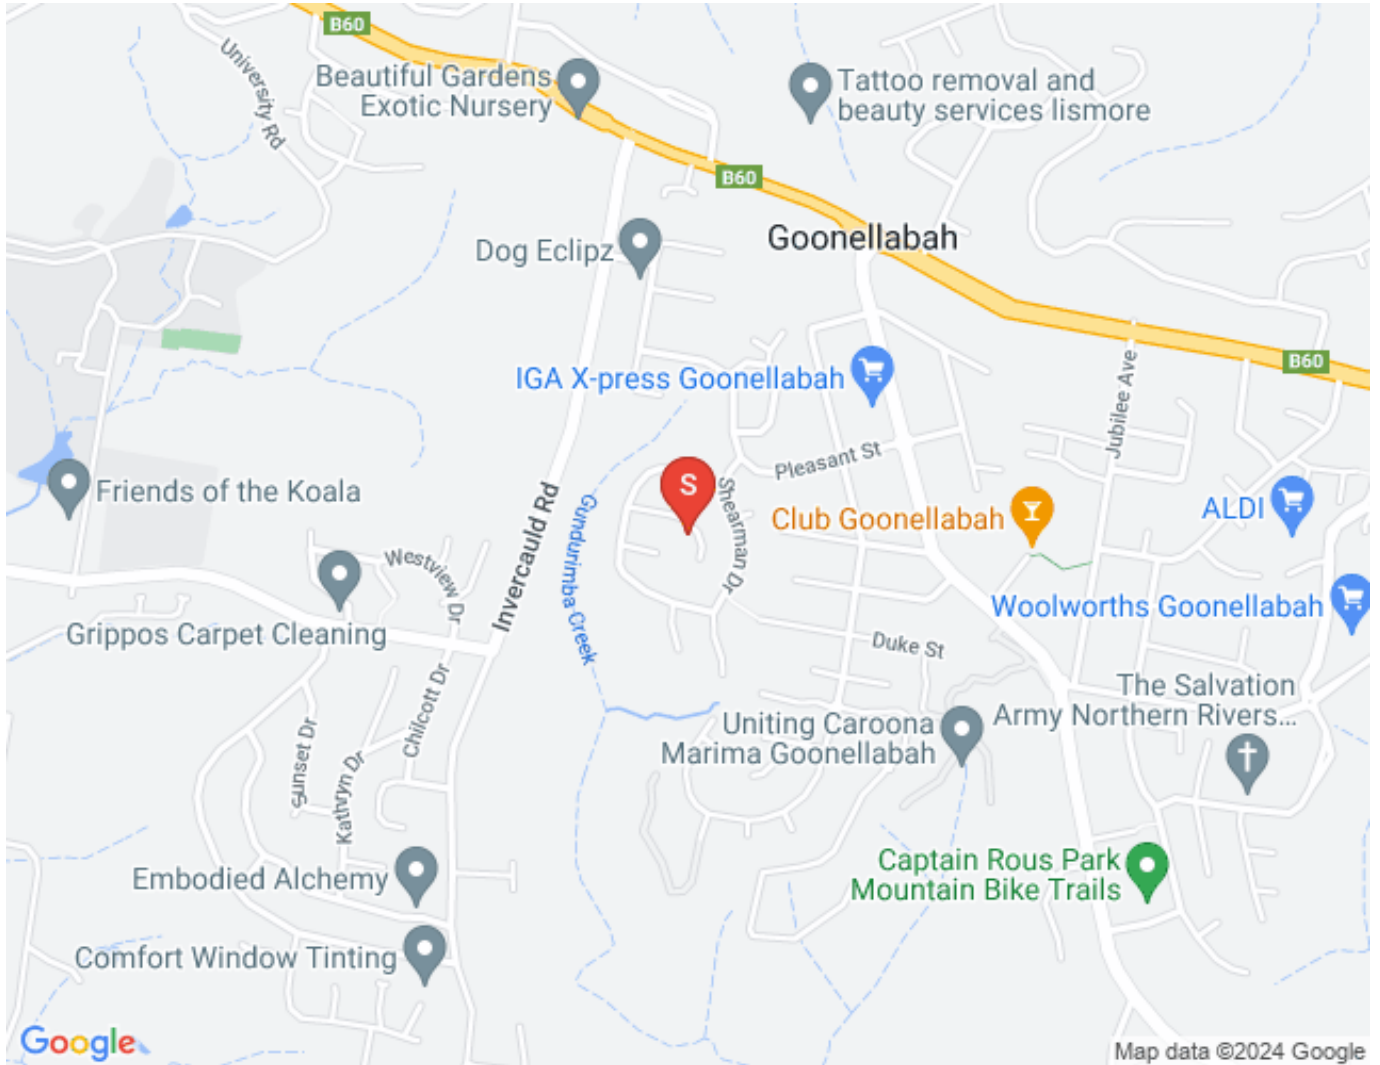 B60
University Rd
Beautiful Gardens
Exotic Nursery
Tattoo removal and
beauty services lismore
B60
Goonellabah
Dog Eclipz
B60
IGA X-press Goonellabah
Jubilee Ave
Pleasant St
Friends of the Koala
S
Shearman Dr
Club Goonellabah
ALDI
Gundurimba Creek
Invercauld Rd
Westview Dr
Woolworths Goonellabah
Grippos Carpet Cleaning
Duke St
The Salvation
Army Northern Rivers...
Chilcott Dr
Sunset Dr
Kathryn Dr
Uniting Caroona
Marima Goonellabah
Captain Rous Park
Mountain Bike Trails
Embodied Alchemy
Comfort Window Tinting
Google
Map data ©2024 Google